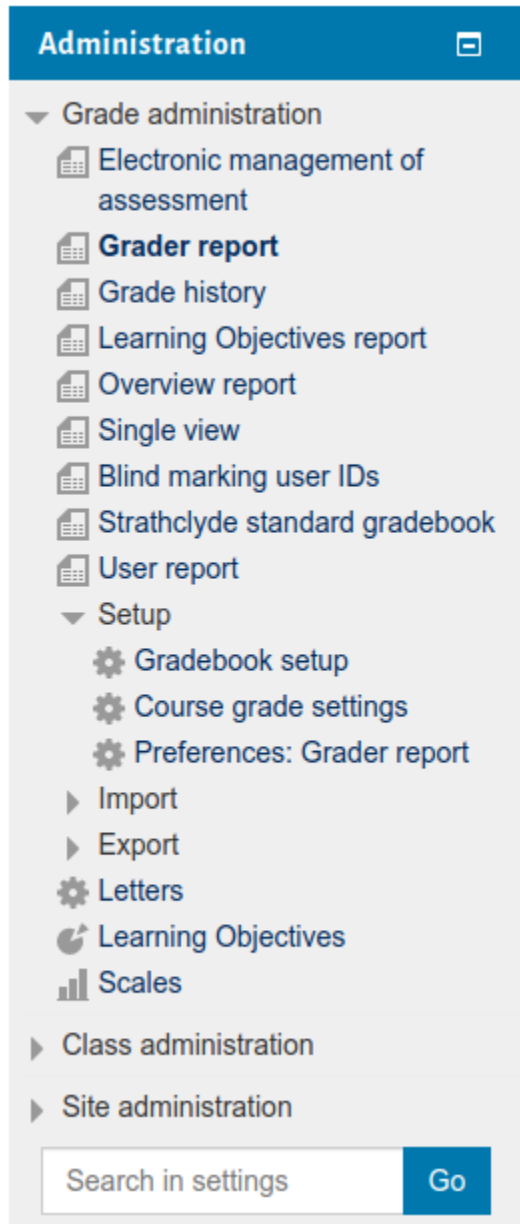 Administration
Grade administration
Electronic management of
assessment
Grader report
Grade history
Learning Objectives report
Overview report
Single view
Blind marking user IDs
Strathclyde standard gradebook
User report
Setup
Gradebook setup
Course grade settings
Preferences: Grader report
Import
Export
Letters
Learning Objectives
Scales
Class administration
Site administration
Search in settings Go